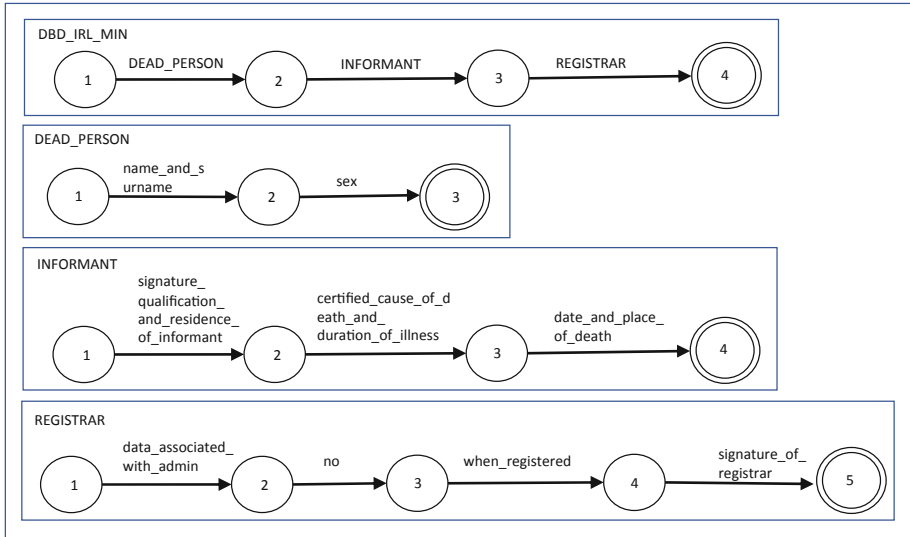 DBD_IRL_MIN
DEAD_PERSON
INFORMANT
REGISTRAR
1
2
3
4
DEAD_PERSON
name_and_s
urname
sex
1
2
3
INFORMANT
signature_
qualification_
and_residence_
of_informant
certified_cause_of_d
eath_and_
duration_of_illness
date_and_place_
of_death
1
2
3
4
REGISTRAR
data_associated_
with_admin
no
when_registered
signature_of_
registrar
1
2
3
4
5